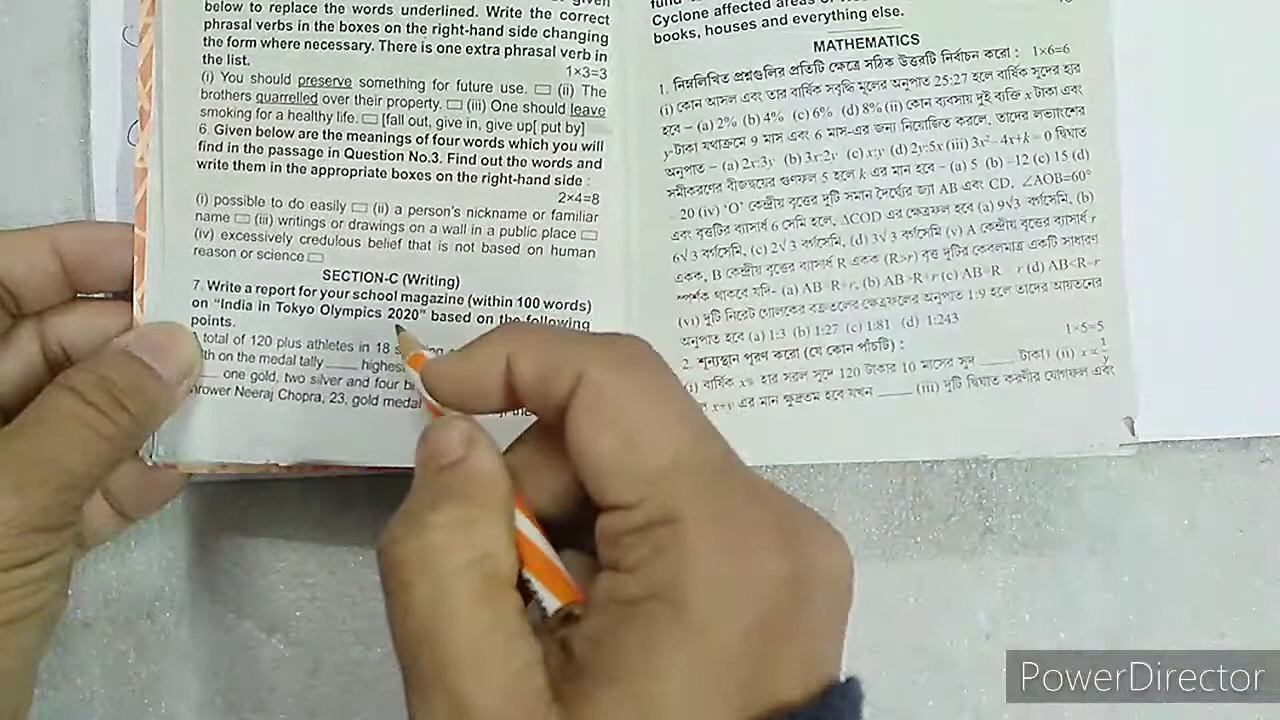 below to replace the words underlined. Write the correct
phrasal verbs in the boxes on the right-hand side changing
the form where necessary. There is one extra phrasal verb in
the list.
1×3=3
(i) You should preserve something for future use. (ii) The
brothers quarrelled over their property. (iii) One should leave
smoking for a healthy life. [fall out, give in, give up[ put by]
6. Given below are the meanings of four words which you will
find in the passage in Question No.3. Find out the words and
write them in the appropriate boxes on the right-hand side :
2×4=8
(i) possible to do easily (ii) a person's nickname or familiar
name (iii) writings or drawings on a wall in a public place
(iv) excessively credulous belief that is not based on human
reason or science
SECTION-C (Writing)
7. Write a report for your school magazine (within 100 words)
on "India in Tokyo Olympics 2020" based on the following
points.
total of 120 plus athletes in 18
on the medal tally ____ highest
____ one gold, two silver and four
Neeraj Chopra, 23, gold medal
Cyclone affected areas
books, houses and everything else.
MATHEMATICS
1. নিম্নলিখিত প্রশ্নগুলির প্রতিটি ক্ষেত্রে সঠিক উত্তরটি নির্বাচন করো : 1×6=6
(i) কোন আসল এবং তার বার্ষিক সবৃদ্ধি মূলের অনুপাত 25:27 হলে বার্ষিক সুদের হার
হবে – (a) 2% (b) 4% (c) 6% (d) 8% (ii) কোন ব্যবসায় দুই ব্যক্তি x টাকা এবং
y টাকা যথাক্রমে 9 মাস এবং 6 মাস-এর জন্য নিয়োজিত করলে, তাদের লভ্যাংশের
অনুপাত – (a) 2x:3y (b) 3x:2y (c) x:y (d) 2y:5x (iii) 3x²–4x+k = 0 দ্বিঘাত
সমীকরণের বীজদ্বয়ের গুণফল 5 হলে k এর মান হবে – (a) 5 (b) –12 (c) 15 (d)
– 20 (iv) 'O' কেন্দ্রীয় বৃত্তের দুটি সমান দৈর্ঘ্যের জ্যা AB এবং CD, ∠AOB=60°
এবং বৃত্তটির ব্যাসার্ধ 6 সেমি হলে, ΔCOD এর ক্ষেত্রফল হবে (a) 9√3 বর্গসেমি, (b)
6√3 বর্গসেমি, (c) 2√3 বর্গসেমি, (d) 3√3 বর্গসেমি (v) A কেন্দ্রীয় বৃত্তের ব্যাসার্ধ r
একক, B কেন্দ্রীয় বৃত্তের ব্যাসার্ধ R একক (R>r) বৃত্ত দুটির কেবলমাত্র একটি সাধারণ
স্পর্শক থাকবে যদি– (a) AB=R+r, (b) AB>R+r (c) AB=R–r (d) AB<R–r
(vi) দুটি নিরেট গোলকের বক্রতলের ক্ষেত্রফলের অনুপাত 1:9 হলে তাদের আয়তনের
অনুপাত হবে (a) 1:3 (b) 1:27 (c) 1:81 (d) 1:243
2. শূন্যস্থান পূরণ করো (যে কোন পাঁচটি) : 1×5=5
(i) বার্ষিক x% হার সরল সুদে 120 টাকার 10 মাসের সুদ ____ টাকা। (ii) x ∝ 1/y
x+y এর মান ক্ষুদ্রতম হবে যখন ____ (iii) দুটি দ্বিঘাত করণীর যোগফল এবং
PowerDirector